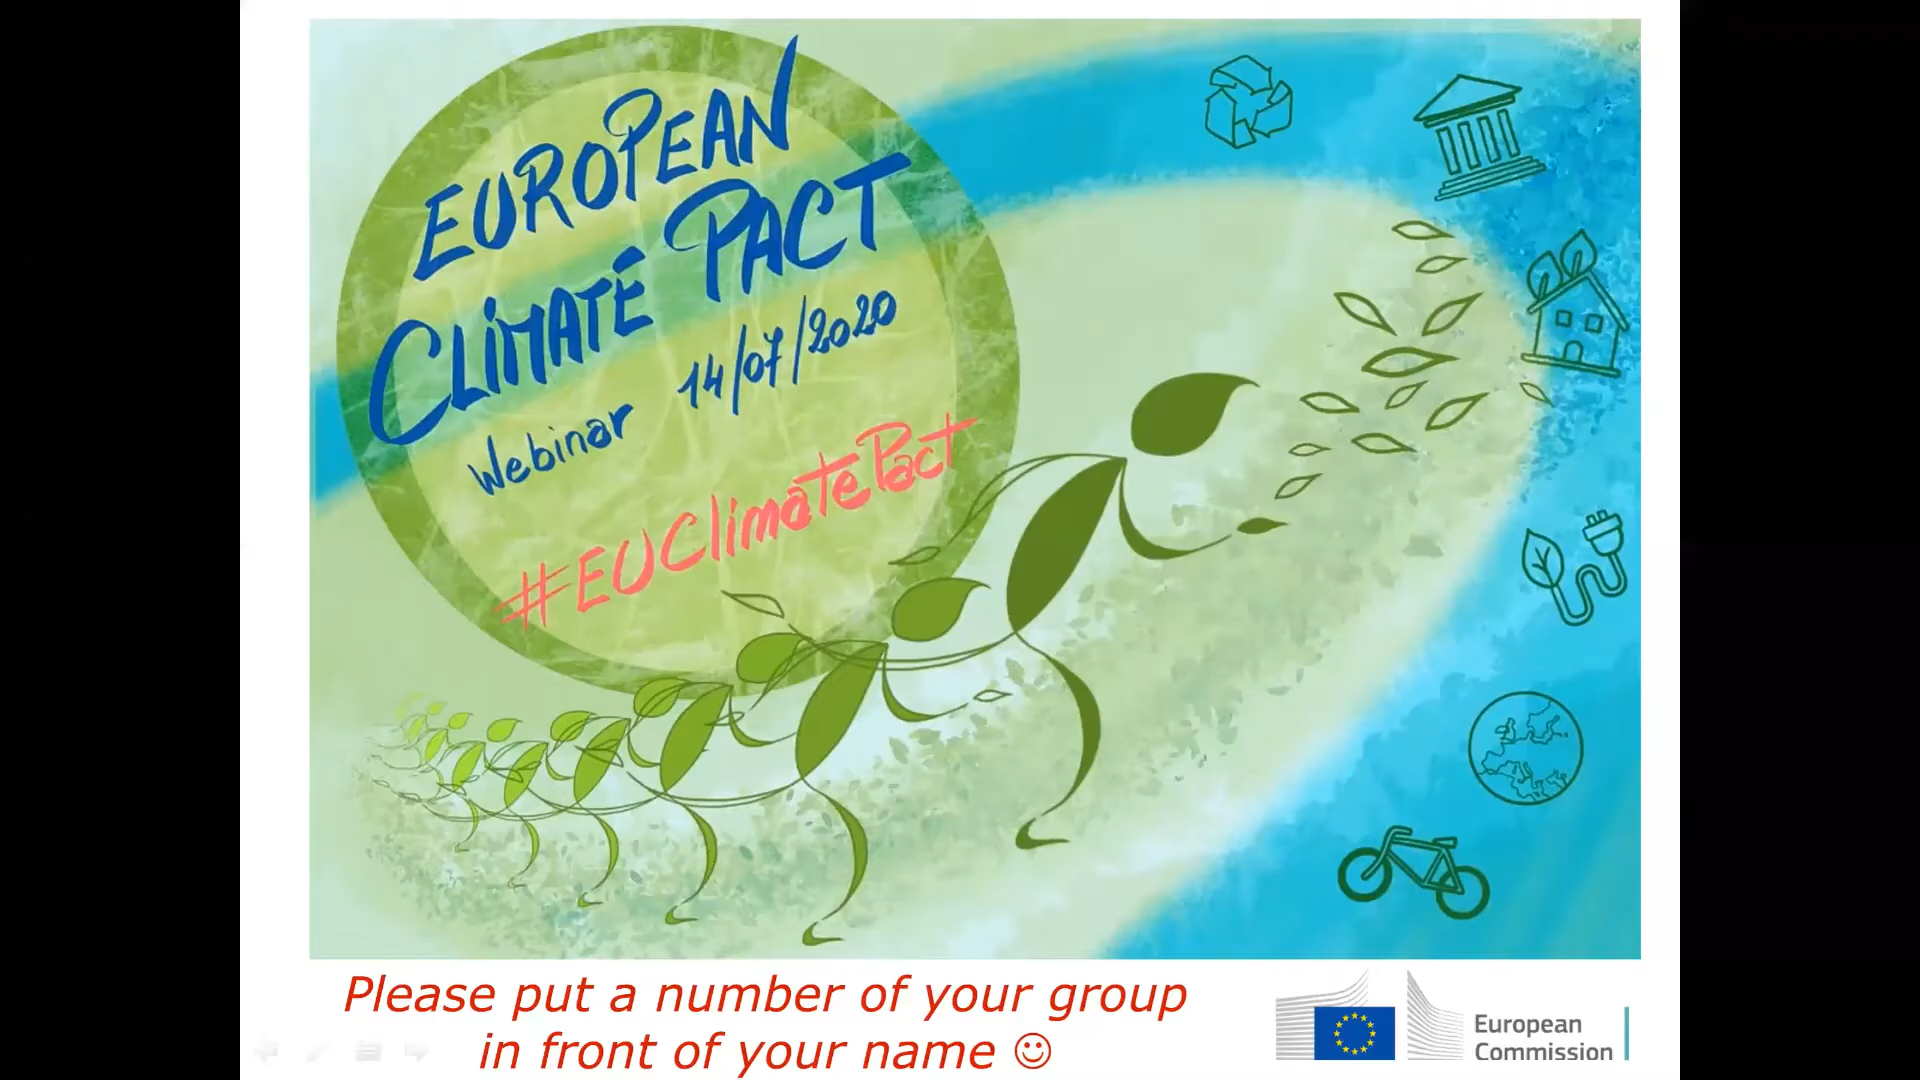 EUROPEAN
CLIMATE PACT
Webinar 14/07/2020
#EUClimatePact
Please put a number of your group
in front of your name ☺
European
Commission